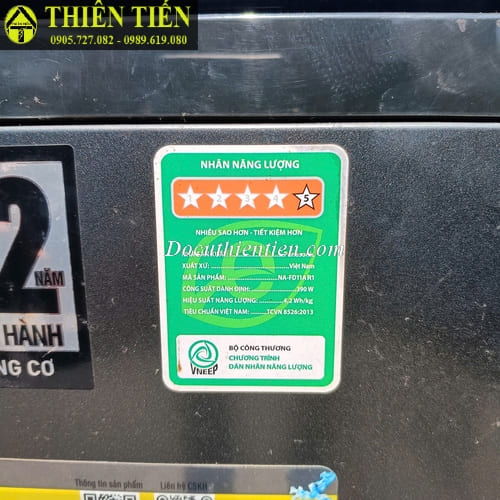 THIÊN TIẾN
0905.727.082 - 0989.619.080
NHÃN NĂNG LƯỢNG
1 2 3 4 5
NHIỀU SAO HƠN - TIẾT KIỆM HƠN
Docuthientien.com
XUẤT XỨ: Việt Nam
MÃ SẢN PHẨM: NA-FD11AR1
CÔNG SUẤT DANH ĐỊNH: 390 W
HIỆU SUẤT NĂNG LƯỢNG: 4,2 Wh/kg
TIÊU CHUẨN VIỆT NAM: TCVN 8526:2013
VNEEP
BỘ CÔNG THƯƠNG
CHƯƠNG TRÌNH
DÁN NHÃN NĂNG LƯỢNG
2
NĂM
HÀNH
NG CƠ
Thông tin sản phẩm Liên hệ CSKH